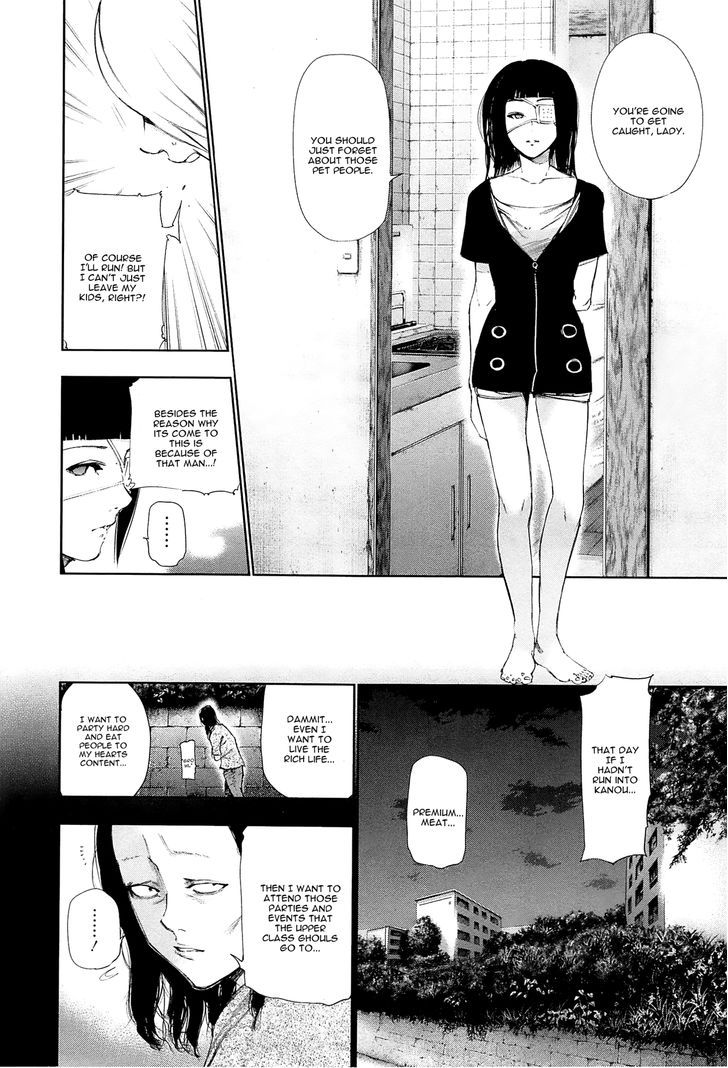 YOU'RE GOING
TO GET
CAUGHT, LADY.
YOU SHOULD
JUST FORGET
ABOUT THOSE
PET PEOPLE.
OF COURSE
I'LL RUN! BUT
I CAN'T JUST
LEAVE MY
KIDS, RIGHT?!
BESIDES THE
REASON WHY
ITS COME TO
THIS IS
BECAUSE OF
THAT MAN...!
......
THAT DAY IF
I HADN'T
RUN INTO
KANOU...
PREMIUM...
MEAT...
DAMMIT...
EVEN I
WANT TO
LIVE THE
RICH LIFE...
I WANT TO
PARTY HARD
AND EAT
PEOPLE TO
MY HEARTS
CONTENT...
THEN I WANT TO
ATTEND THOSE
PARTIES AND
EVENTS THAT
THE UPPER
CLASS GHOULS
GO TO...
......!